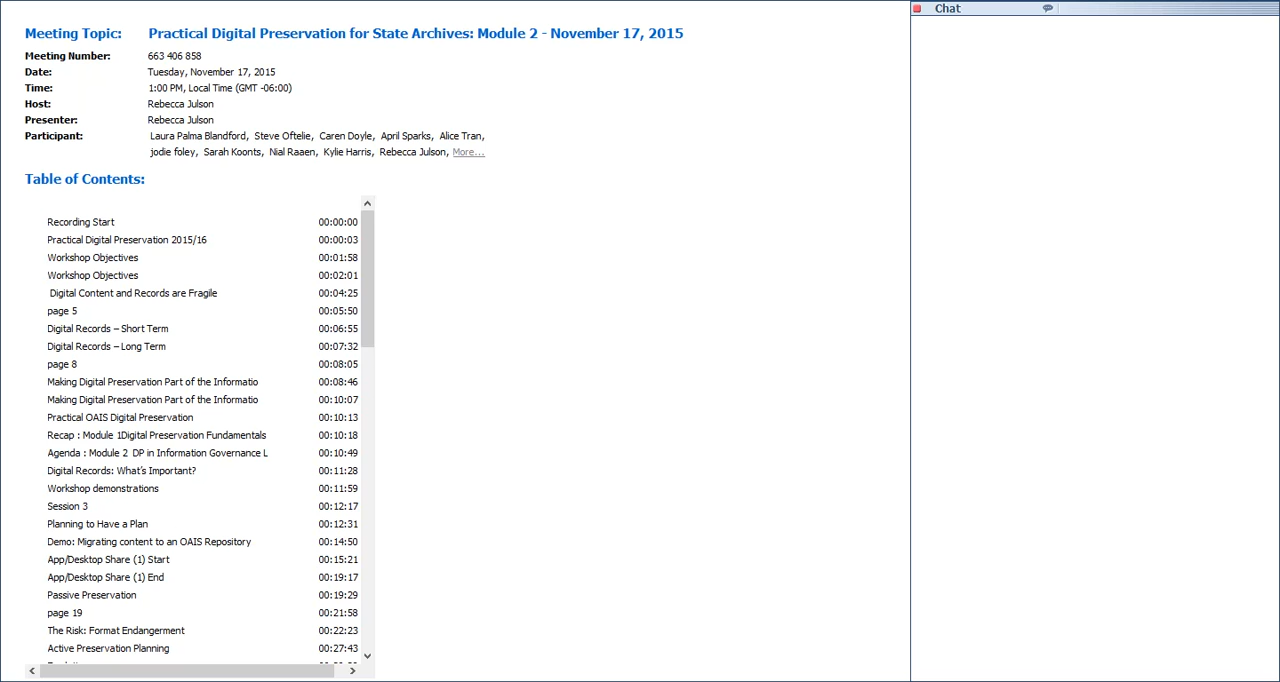 Chat
Meeting Topic: Practical Digital Preservation for State Archives: Module 2 - November 17, 2015
Meeting Number: 663 406 858
Date: Tuesday, November 17, 2015
Time: 1:00 PM, Local Time (GMT -06:00)
Host: Rebecca Julson
Presenter: Rebecca Julson
Participant: Laura Palma Blandford, Steve Oftelie, Caren Doyle, April Sparks, Alice Tran,
jodie foley, Sarah Koonts, Nial Raaen, Kylie Harris, Rebecca Julson, More...
Table of Contents:
Recording Start 00:00:00
Practical Digital Preservation 2015/16 00:00:03
Workshop Objectives 00:01:58
Workshop Objectives 00:02:01
Digital Content and Records are Fragile 00:04:25
page 5 00:05:50
Digital Records – Short Term 00:06:55
Digital Records – Long Term 00:07:32
page 8 00:08:05
Making Digital Preservation Part of the Informatio 00:08:46
Making Digital Preservation Part of the Informatio 00:10:07
Practical OAIS Digital Preservation 00:10:13
Recap : Module 1Digital Preservation Fundamentals 00:10:18
Agenda : Module 2 DP in Information Governance L 00:10:49
Digital Records: What's Important? 00:11:28
Workshop demonstrations 00:11:59
Session 3 00:12:17
Planning to Have a Plan 00:12:31
Demo: Migrating content to an OAIS Repository 00:14:50
App/Desktop Share (1) Start 00:15:21
App/Desktop Share (1) End 00:19:17
Passive Preservation 00:19:29
page 19 00:21:58
The Risk: Format Endangerment 00:22:23
Active Preservation Planning 00:27:43